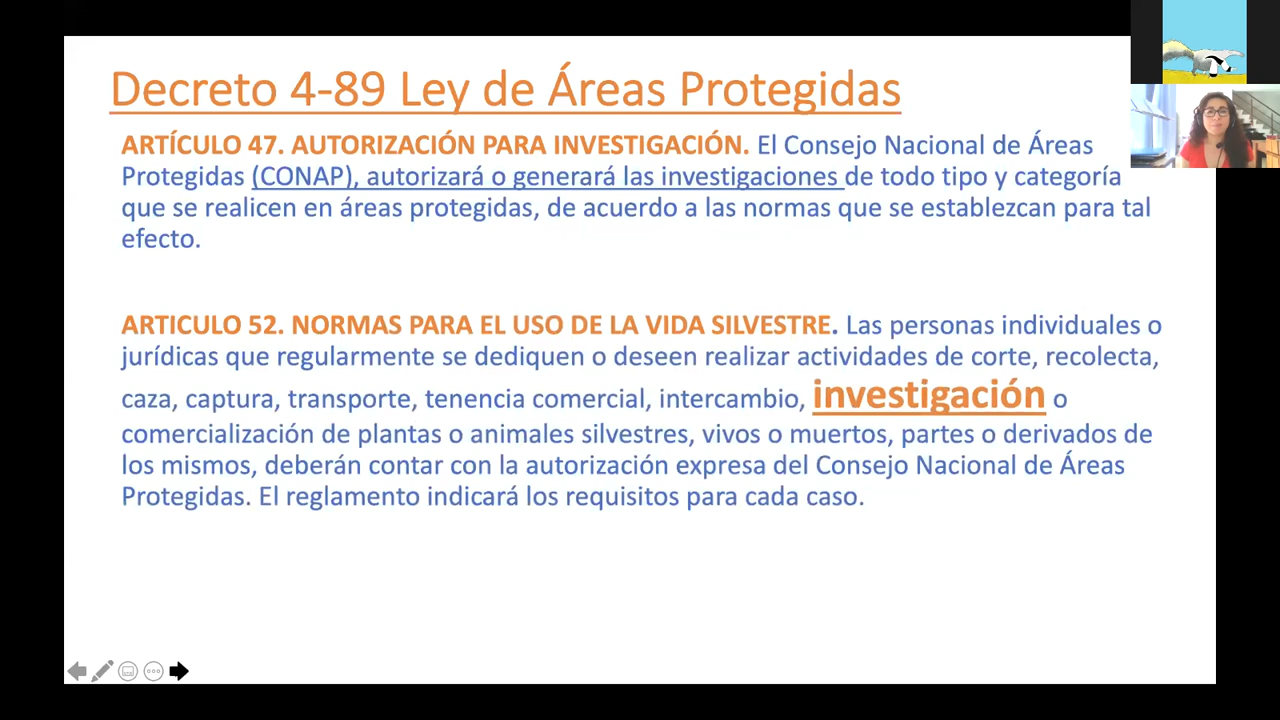 Decreto 4-89 Ley de Áreas Protegidas
ARTÍCULO 47. AUTORIZACIÓN PARA INVESTIGACIÓN. El Consejo Nacional de Áreas
Protegidas (CONAP), autorizará o generará las investigaciones de todo tipo y categoría
que se realicen en áreas protegidas, de acuerdo a las normas que se establezcan para tal
efecto.
ARTICULO 52. NORMAS PARA EL USO DE LA VIDA SILVESTRE. Las personas individuales o
jurídicas que regularmente se dediquen o deseen realizar actividades de corte, recolecta,
caza, captura, transporte, tenencia comercial, intercambio, investigación o
comercialización de plantas o animales silvestres, vivos o muertos, partes o derivados de
los mismos, deberán contar con la autorización expresa del Consejo Nacional de Áreas
Protegidas. El reglamento indicará los requisitos para cada caso.